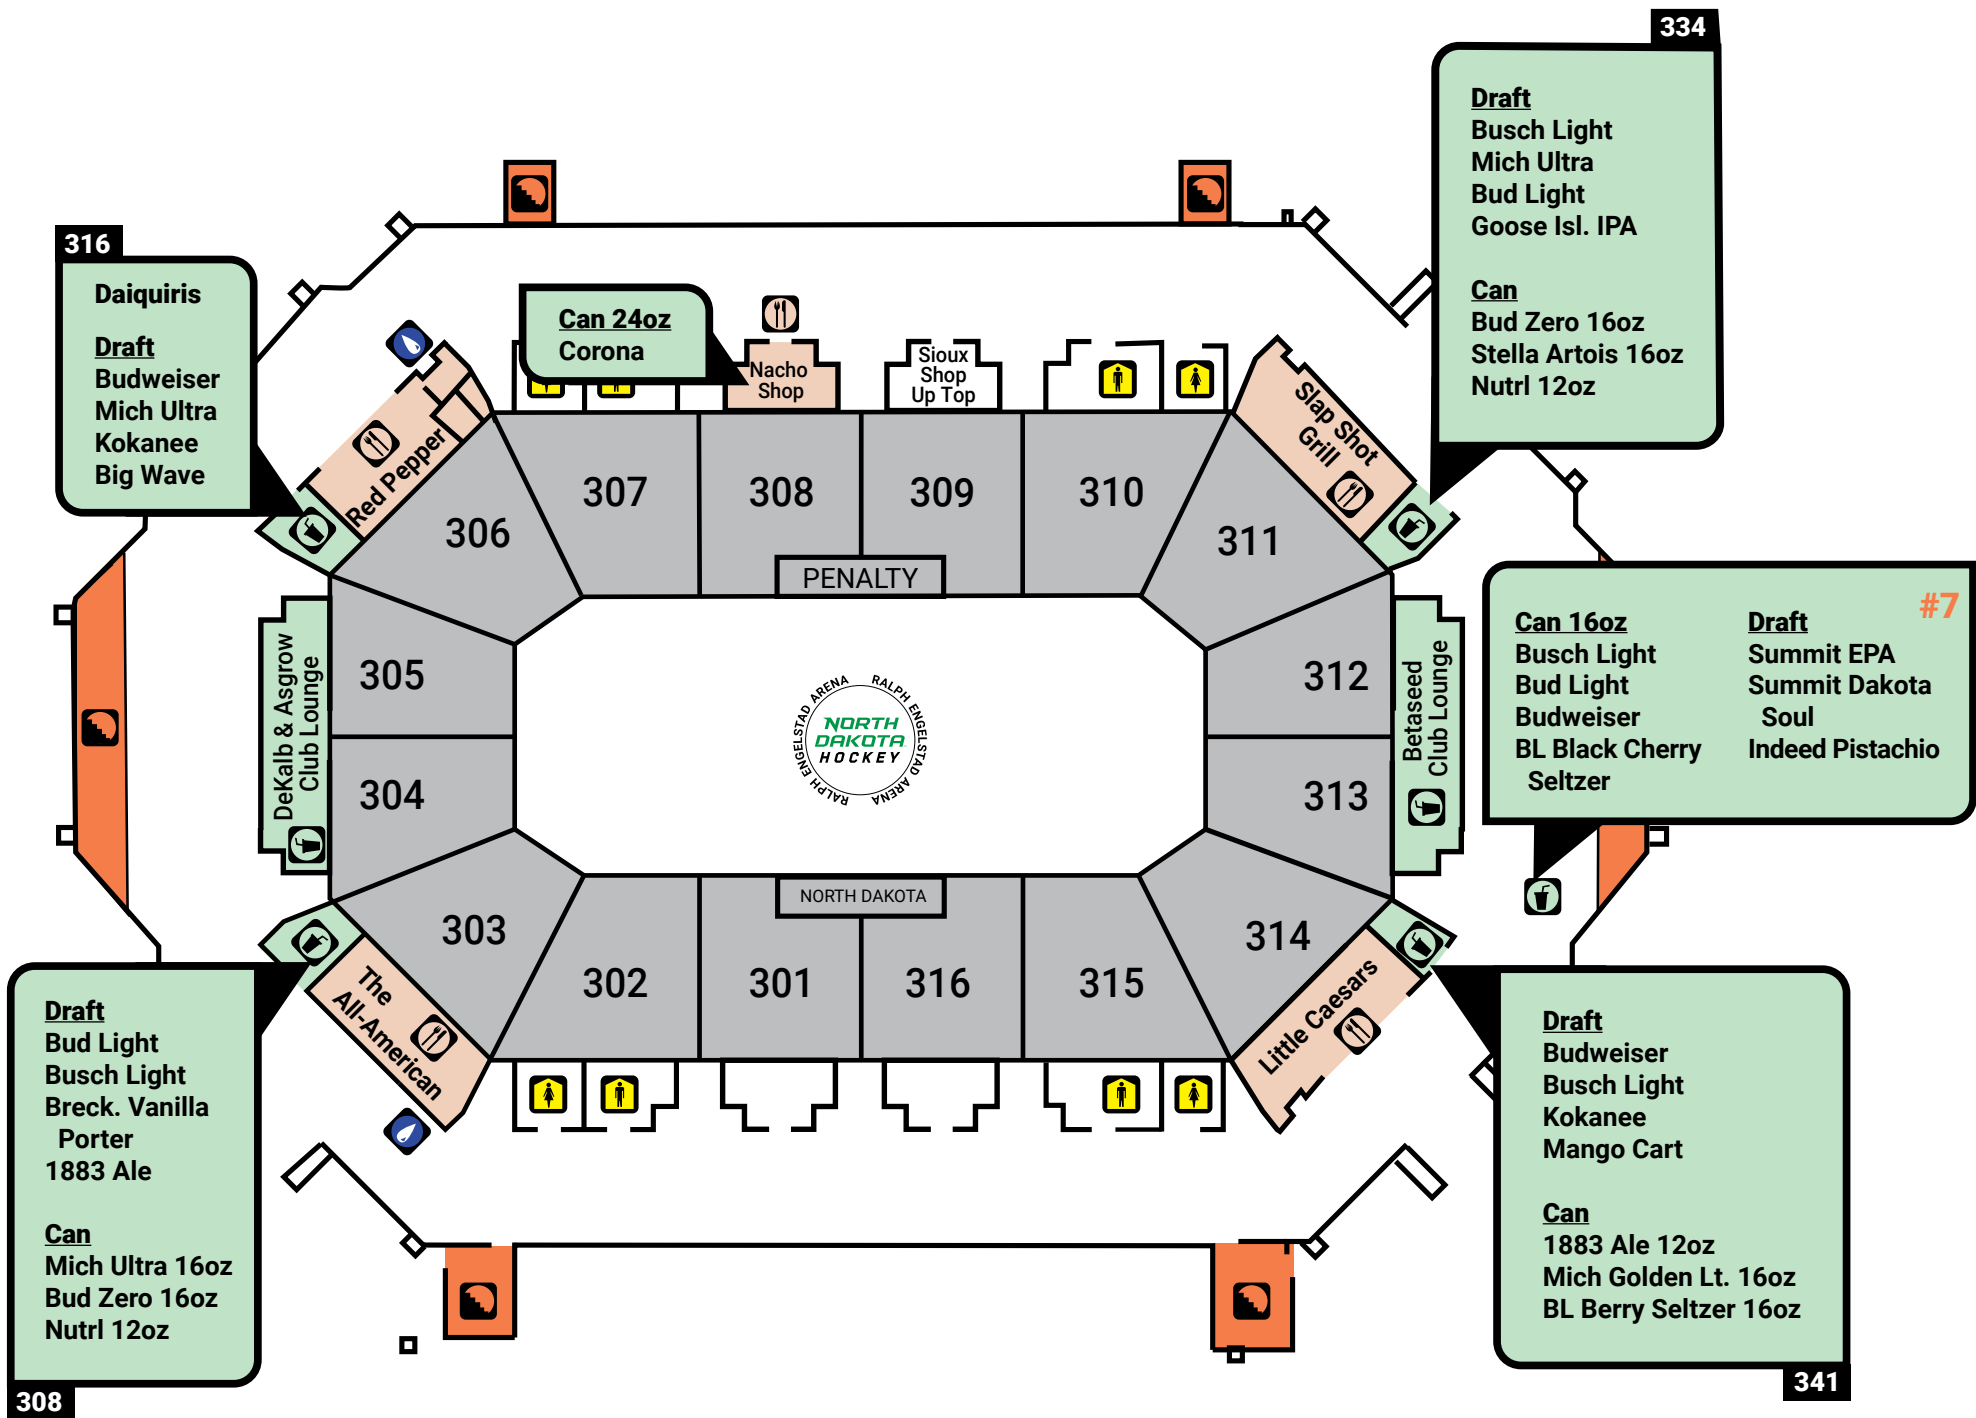 334
Draft
Busch Light
Mich Ultra
Bud Light
Goose Isl. IPA
Can
Bud Zero 16oz
Stella Artois 16oz
Nutrl 12oz
316
Daiquiris
Draft
Budweiser
Mich Ultra
Kokanee
Big Wave
Can 24oz
Corona
Nacho
Shop
Sioux
Shop
Up Top
Red Pepper
Slap Shot
Grill
306
307
308
309
310
311
PENALTY
#7
Can 16oz
Busch Light
Bud Light
Budweiser
BL Black Cherry
Seltzer
Draft
Summit EPA
Summit Dakota
Soul
Indeed Pistachio
DeKalb & Asgrow
Club Lounge
305
304
RALPH ENGELSTAD ARENA
RALPH ENGELSTAD ARENA
NORTH
DAKOTA
HOCKEY
312
313
Betaseed
Club Lounge
NORTH DAKOTA
303
302
301
316
315
314
The
All-American
Little Caesars
Draft
Bud Light
Busch Light
Breck. Vanilla
Porter
1883 Ale
Can
Mich Ultra 16oz
Bud Zero 16oz
Nutrl 12oz
308
Draft
Budweiser
Busch Light
Kokanee
Mango Cart
Can
1883 Ale 12oz
Mich Golden Lt. 16oz
BL Berry Seltzer 16oz
341